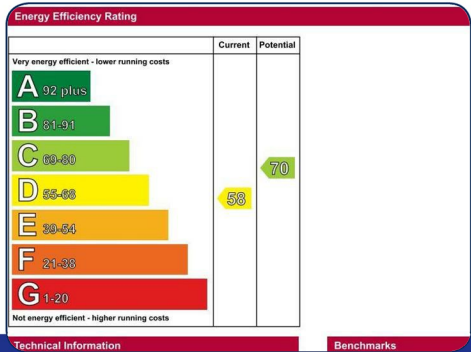 Energy Efficiency Rating
Current Potential
Very energy efficient - lower running costs
A 92 plus
B 81-91
C 69-80
70
D 55-68
58
E 39-54
F 21-38
G 1-20
Not energy efficient - higher running costs
Technical Information
Benchmarks